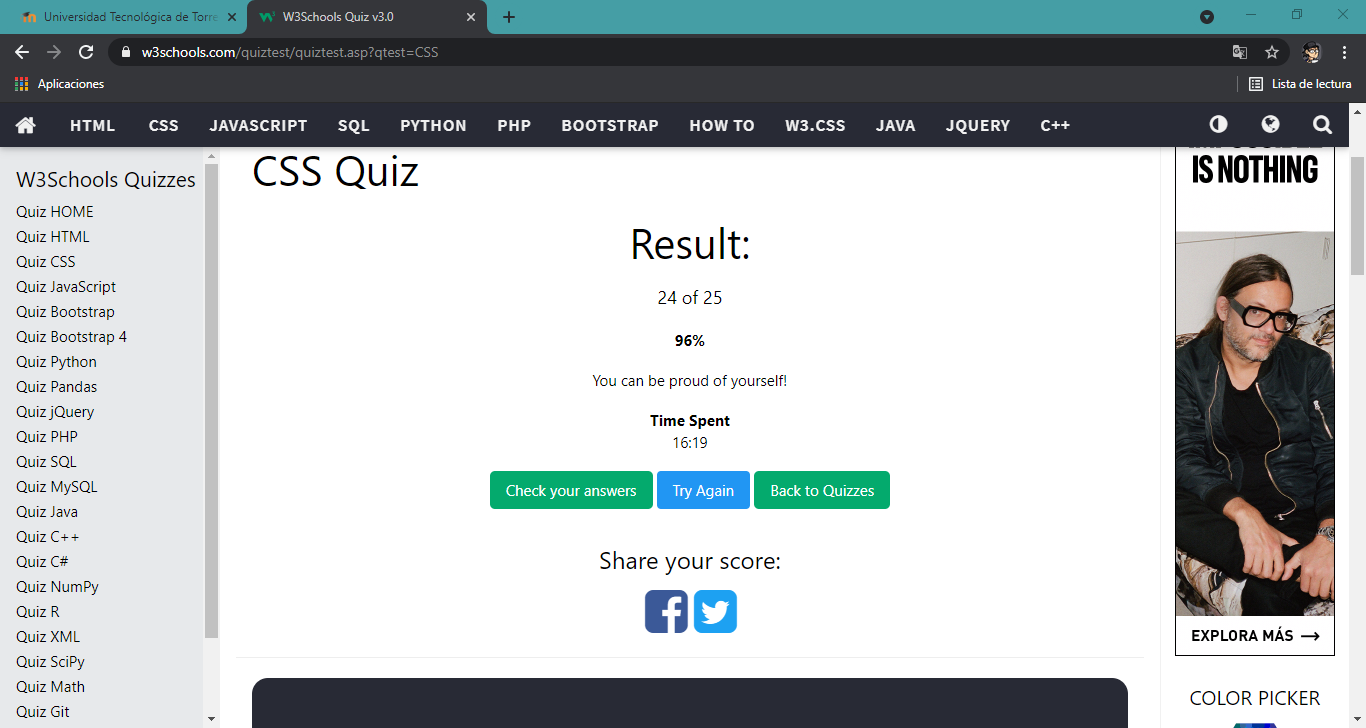 Universidad Tecnológica de Torre
W3Schools Quiz v3.0
w3schools.com/quiztest/quiztest.asp?qtest=CSS
Aplicaciones
Lista de lectura
HTML CSS JAVASCRIPT SQL PYTHON PHP BOOTSTRAP HOW TO W3.CSS JAVA JQUERY C++
W3Schools Quizzes
Quiz HOME
Quiz HTML
Quiz CSS
Quiz JavaScript
Quiz Bootstrap
Quiz Bootstrap 4
Quiz Python
Quiz Pandas
Quiz jQuery
Quiz PHP
Quiz SQL
Quiz MySQL
Quiz Java
Quiz C++
Quiz C#
Quiz NumPy
Quiz R
Quiz XML
Quiz SciPy
Quiz Math
Quiz Git
CSS Quiz
Result:
24 of 25
96%
You can be proud of yourself!
Time Spent
16:19
Check your answers Try Again Back to Quizzes
Share your score:
IS NOTHING
EXPLORA MÁS →
COLOR PICKER